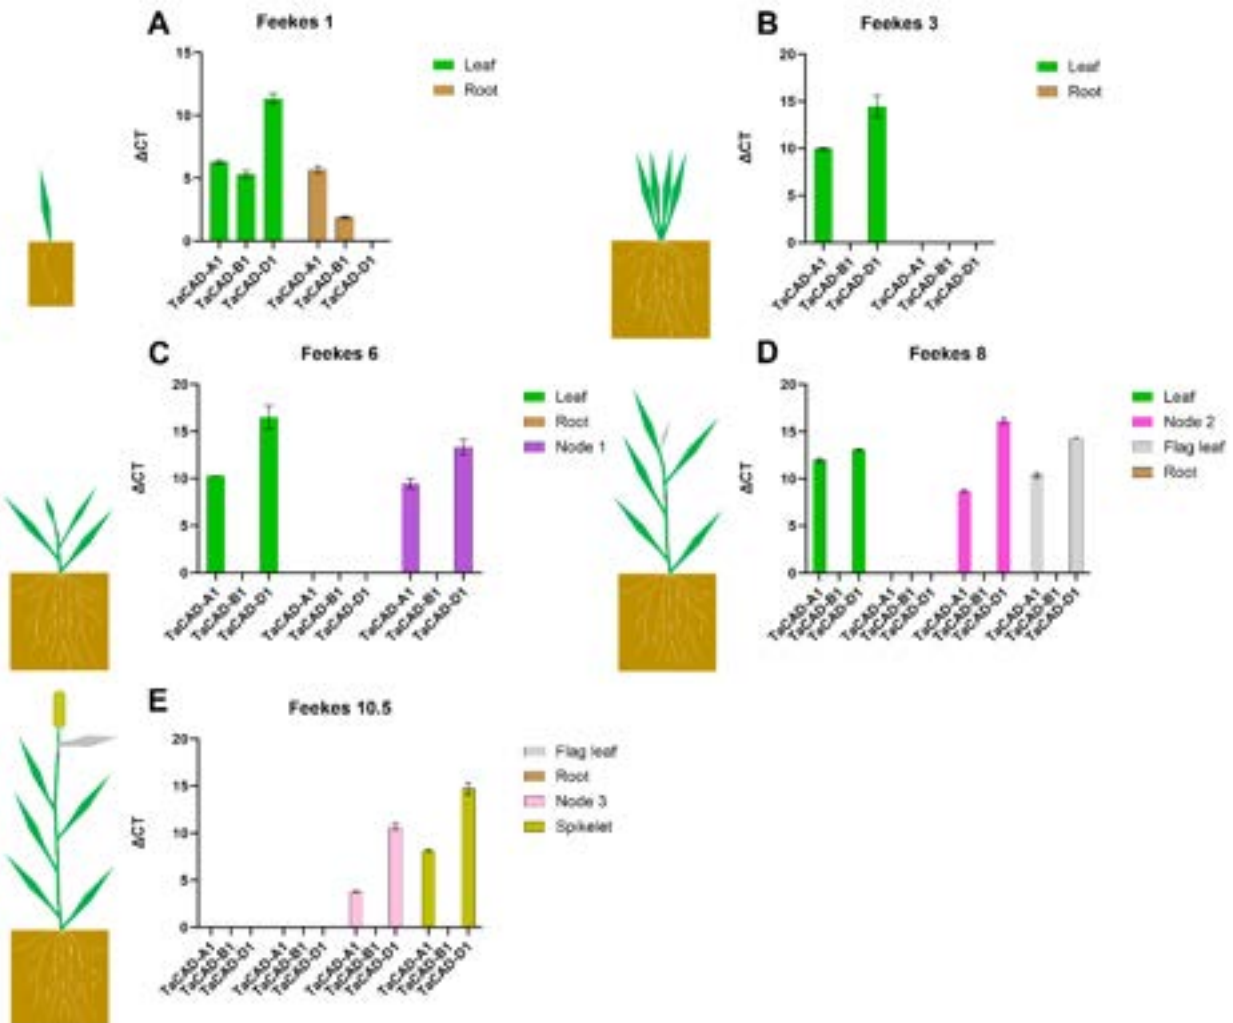 A
Feekes 1
15
10
5
0
ΔCT
TaCAD-A1
TaCAD-B1
TaCAD-D1
TaCAD-A1
TaCAD-B1
TaCAD-D1
Leaf
Root
B
Feekes 3
20
15
10
5
0
ΔCT
TaCAD-A1
TaCAD-B1
TaCAD-D1
TaCAD-A1
TaCAD-B1
TaCAD-D1
Leaf
Root
C
Feekes 6
20
15
10
5
0
ΔCT
TaCAD-A1
TaCAD-B1
TaCAD-D1
TaCAD-A1
TaCAD-B1
TaCAD-D1
TaCAD-A1
TaCAD-B1
TaCAD-D1
Leaf
Root
Node 1
D
Feekes 8
20
15
10
5
0
ΔCT
TaCAD-A1
TaCAD-B1
TaCAD-D1
TaCAD-A1
TaCAD-B1
TaCAD-D1
TaCAD-A1
TaCAD-B1
TaCAD-D1
TaCAD-A1
TaCAD-B1
TaCAD-D1
Leaf
Node 2
Flag leaf
Root
E
Feekes 10.5
20
15
10
5
0
ΔCT
TaCAD-A1
TaCAD-B1
TaCAD-D1
TaCAD-A1
TaCAD-B1
TaCAD-D1
TaCAD-A1
TaCAD-B1
TaCAD-D1
TaCAD-A1
TaCAD-B1
TaCAD-D1
Flag leaf
Root
Node 3
Spikelet